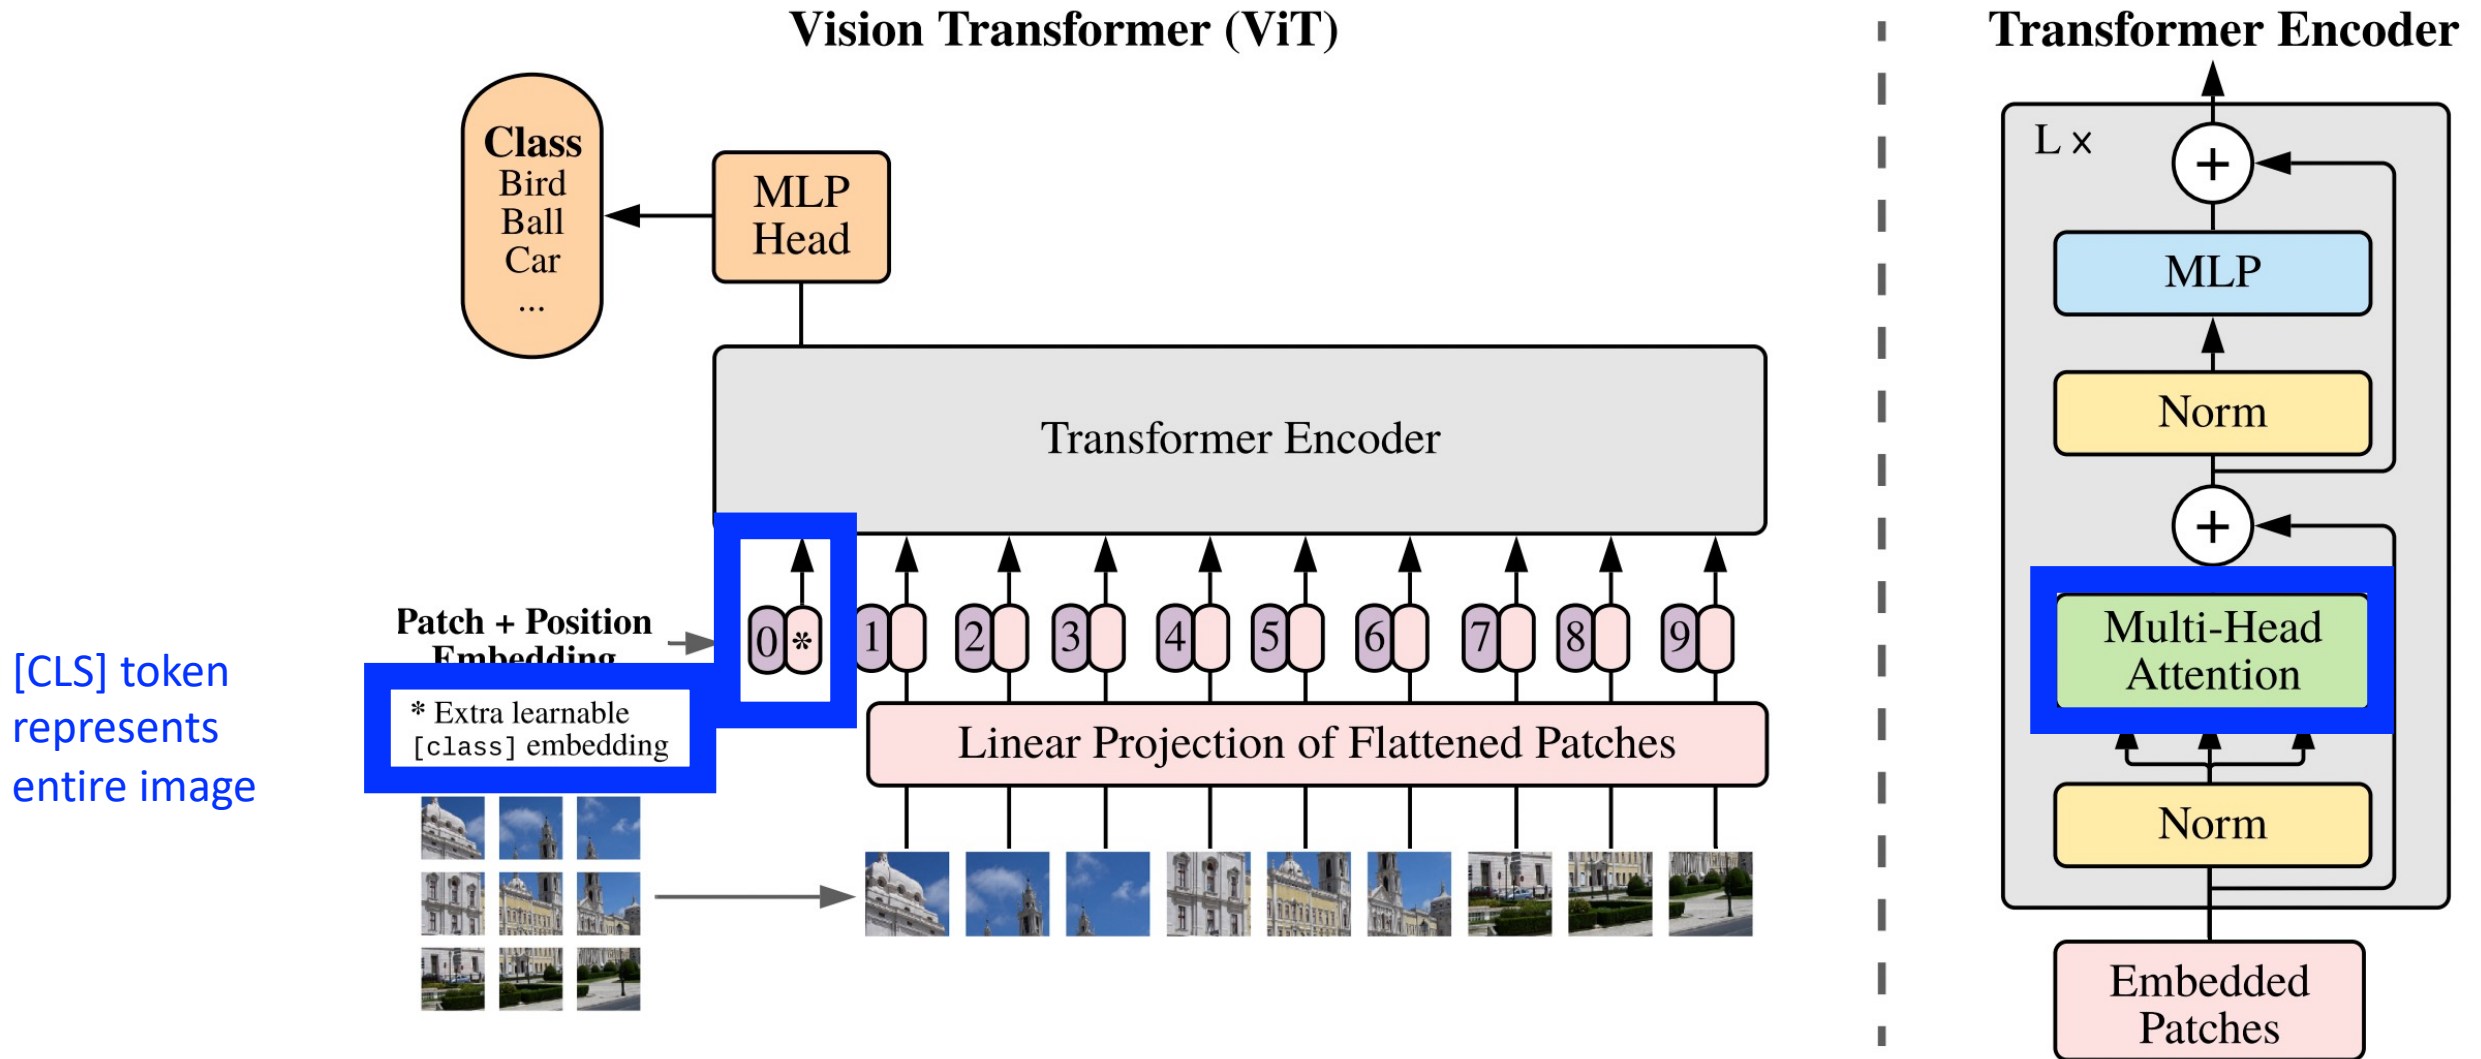 Vision Transformer (ViT)
Transformer Encoder
Class
Bird
Ball
Car
...
MLP
Head
Transformer Encoder
Patch + Position
Embedding
0 * 1 2 3 4 5 6 7 8 9
* Extra learnable
[class] embedding
Linear Projection of Flattened Patches
[CLS] token
represents
entire image
L ×
+
MLP
Norm
+
Multi-Head
Attention
Norm
Embedded
Patches